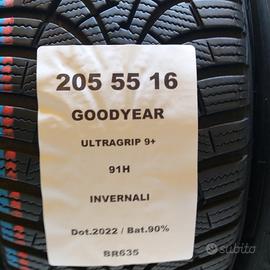 205 55 16
GOODYEAR
ULTRAGRIP 9+
91H
INVERNALI
Dot.2022 / Bat.90%
BR635
subito